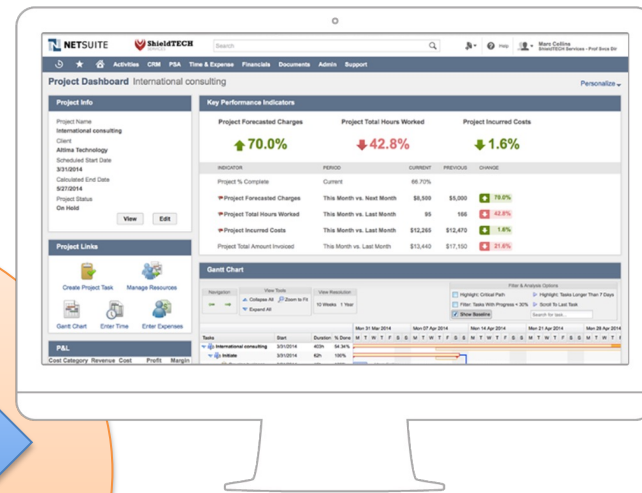 NETSUITE ShieldTECH SERVICES Search Help Marc Collins
ShieldTECH Services - Prof Svcs Dir
Activities CRM PSA Time & Expense Financials Documents Admin Support
Project Dashboard International consulting Personalize
Project Info
Project Name
International consulting
Client
Altima Technology
Scheduled Start Date
3/31/2014
Calculated End Date
5/27/2014
Project Status
On Hold
View Edit
Key Performance Indicators
Project Forecasted Charges Project Total Hours Worked Project Incurred Costs
70.0% 42.8% 1.6%
INDICATOR PERIOD CURRENT PREVIOUS CHANGE
Project % Complete Current 66.70%
Project Forecasted Charges This Month vs. Next Month $8,500 $5,000 70.0%
Project Total Hours Worked This Month vs. Last Month 95 166 42.8%
Project Incurred Costs This Month vs. Last Month $12,265 $12,470 1.6%
Project Total Amount Invoiced This Month vs. Last Month $13,440 $17,150 21.6%
Project Links
Create Project Task Manage Resources
Gantt Chart Enter Time Enter Expenses
P&L
Cost Category Revenue Cost Profit Margin
Gantt Chart
Navigation View Tools View Resolution Filter & Analysis Options
Collapse All Zoom to Fit 10 Weeks 1 Year Highlight: Critical Path Highlight: Tasks Longer Than 7 Days
Expand All Filter: Tasks With Progress < 30% Scroll To Last Task
Show Baseline Search for task...
Mon 31 Mar 2014 Mon 07 Apr 2014 Mon 14 Apr 2014 Mon 21 Apr 2014 Mon 28 Apr 2014
Tasks Start Duration % Done M T W T F S S M T W T F S S M T W T F S S M T W T F S S M T W T F
International consulting 3/31/2014 403h 54.34%
Initiate 3/31/2014 62h 100%